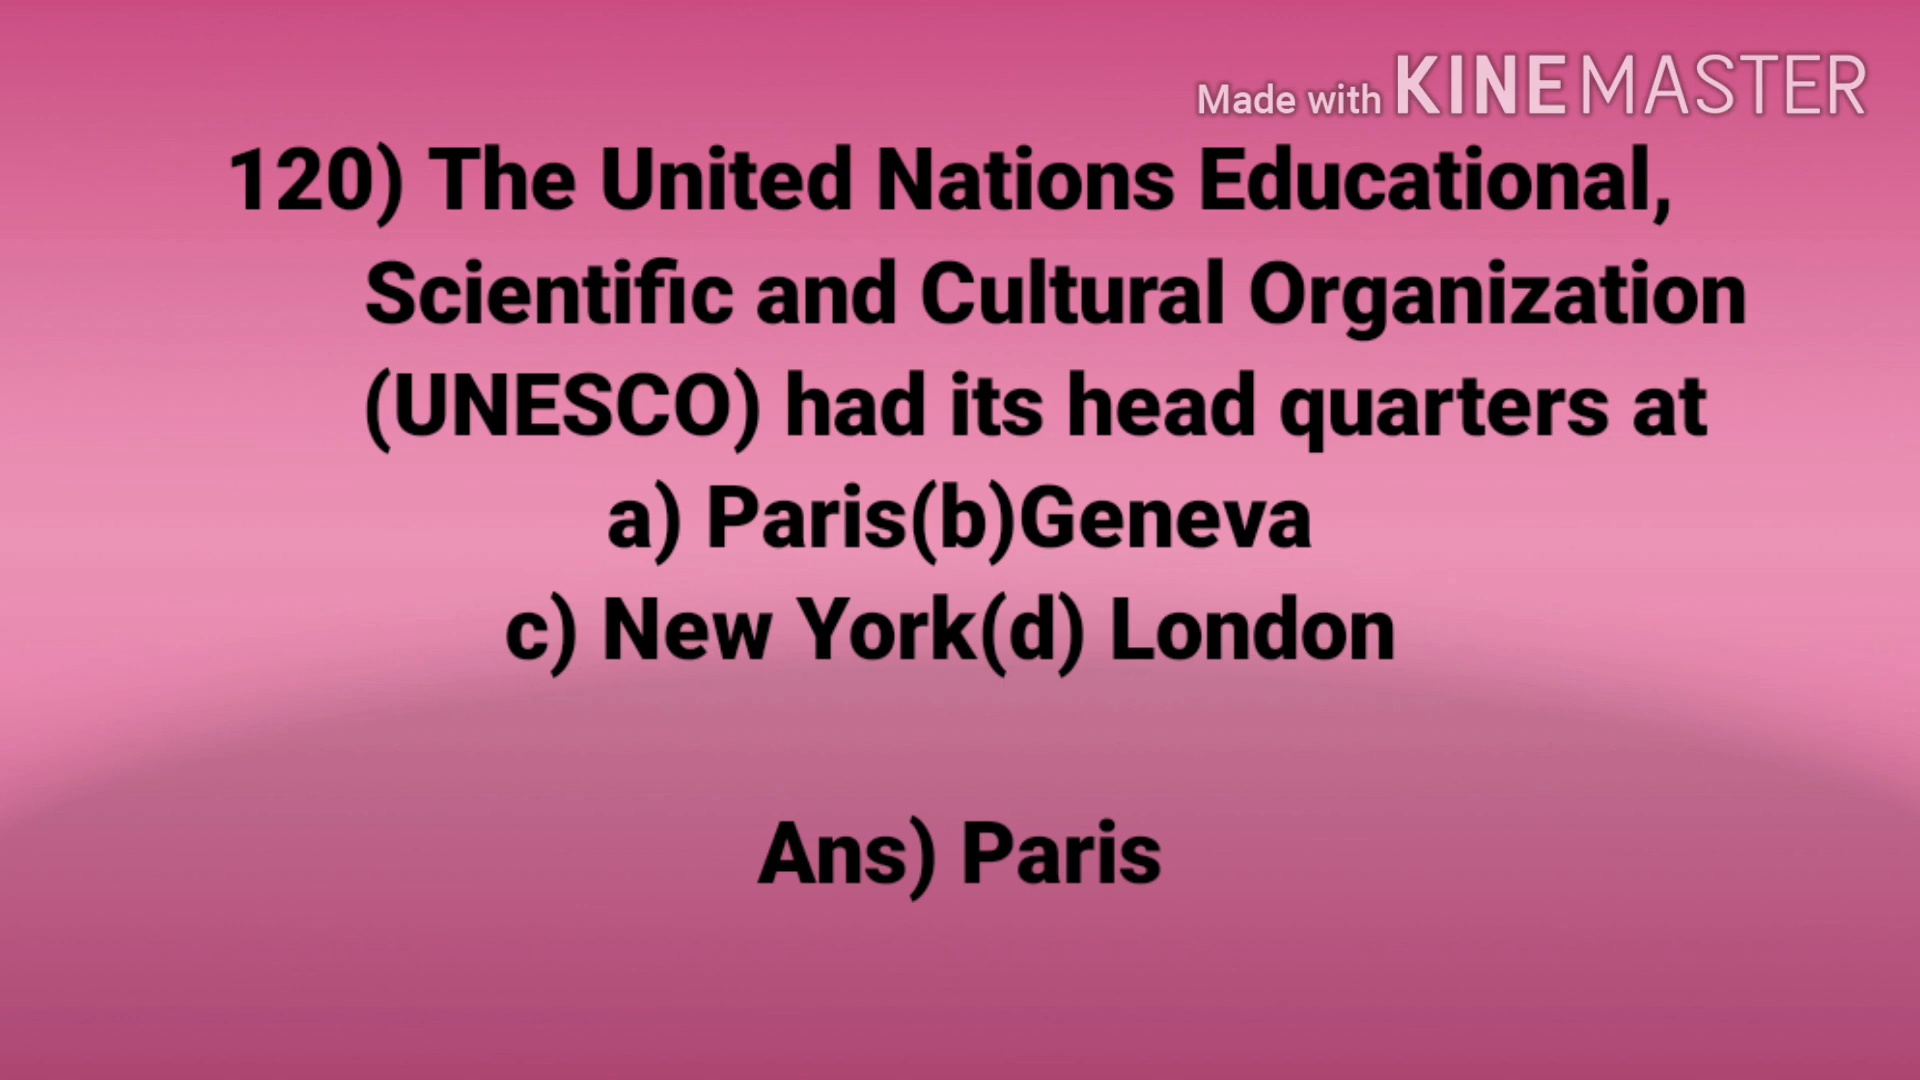 Made with KINEMASTER
120) The United Nations Educational,
Scientific and Cultural Organization
(UNESCO) had its head quarters at
a) Paris(b)Geneva
c) New York(d) London
Ans) Paris